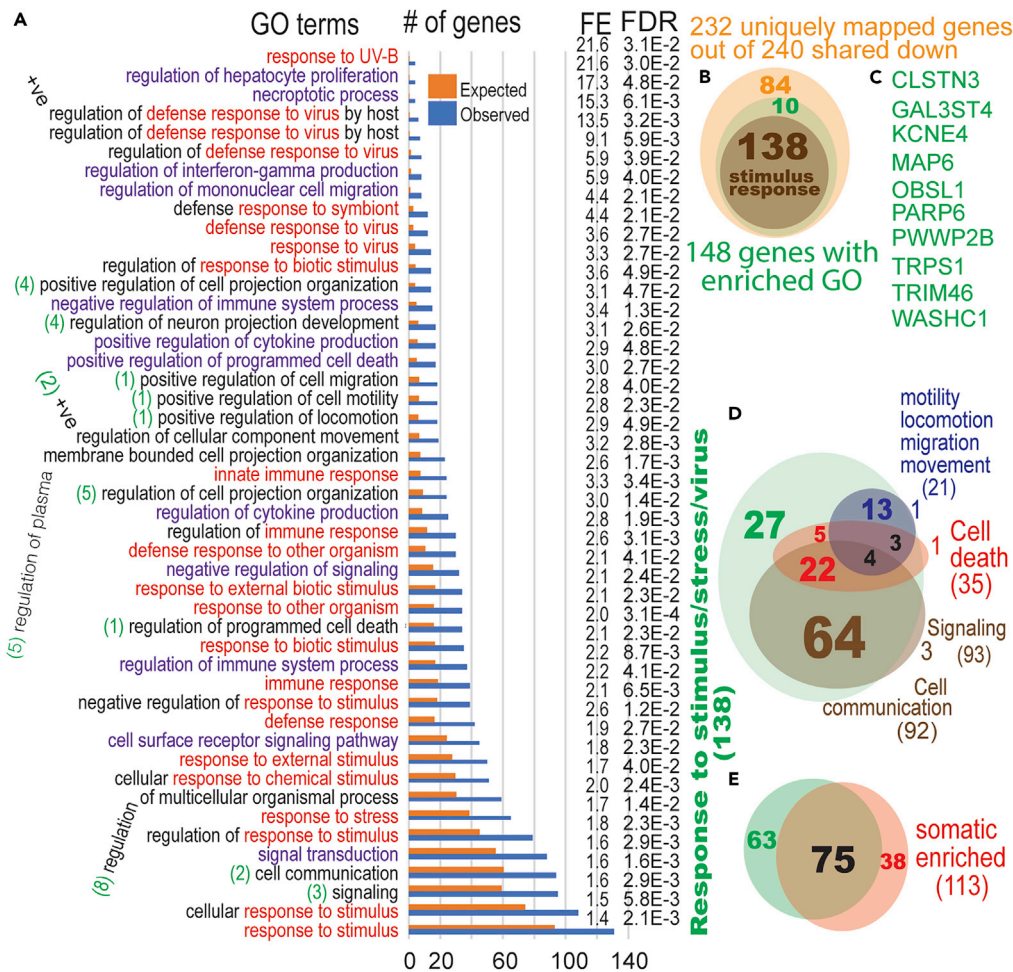 A
GO terms
# of genes
FE FDR
Expected
Observed
+ve
response to UV-B
regulation of hepatocyte proliferation
necroptotic process
regulation of defense response to virus by host
regulation of defense response to virus by host
regulation of defense response to virus
regulation of interferon-gamma production
regulation of mononuclear cell migration
defense response to symbiont
defense response to virus
response to virus
regulation of response to biotic stimulus
(4) positive regulation of cell projection organization
negative regulation of immune system process
(4) regulation of neuron projection development
positive regulation of cytokine production
positive regulation of programmed cell death
(1) positive regulation of cell migration
(1) positive regulation of cell motility
(1) positive regulation of locomotion
(2) +ve
regulation of cellular component movement
membrane bounded cell projection organization
innate immune response
(5) regulation of cell projection organization
regulation of cytokine production
regulation of immune response
defense response to other organism
negative regulation of signaling
response to external biotic stimulus
response to other organism
(1) regulation of programmed cell death
(5) regulation of plasma
response to biotic stimulus
regulation of immune system process
immune response
negative regulation of response to stimulus
defense response
cell surface receptor signaling pathway
response to external stimulus
cellular response to chemical stimulus
of multicellular organismal process
(8) regulation
response to stress
regulation of response to stimulus
signal transduction
(2) cell communication
(3) signaling
cellular response to stimulus
response to stimulus
0 20 60 100 140
21.6 3.1E-2
21.6 3.0E-2
17.3 4.8E-2
15.3 6.1E-3
13.5 3.2E-3
9.1 5.9E-3
5.9 3.9E-2
5.9 4.0E-2
4.4 2.1E-2
4.4 2.1E-2
3.6 2.7E-2
3.3 2.7E-2
3.6 4.9E-2
3.1 4.7E-2
3.4 1.3E-2
3.1 2.6E-2
2.9 4.8E-2
3.0 2.7E-2
2.8 4.0E-2
2.8 2.3E-2
2.9 4.9E-2
3.2 2.8E-3
2.6 1.7E-3
3.3 3.4E-3
3.0 1.4E-2
2.8 1.9E-3
2.6 3.1E-3
2.1 4.1E-2
2.1 2.4E-2
2.1 2.3E-2
2.0 3.1E-4
2.1 2.3E-2
2.2 8.7E-3
2.2 4.1E-2
2.1 6.5E-3
2.6 1.2E-2
1.9 2.7E-2
1.8 2.3E-2
1.7 4.0E-2
2.0 2.4E-3
1.7 1.4E-2
1.8 2.3E-3
1.6 2.9E-3
1.6 1.6E-3
1.6 2.9E-3
1.5 5.8E-3
1.4 2.1E-3
232 uniquely mapped genes
out of 240 shared down
B
84
10
138
stimulus
response
148 genes with
enriched GO
C
CLSTN3
GAL3ST4
KCNE4
MAP6
OBSL1
PARP6
PWWP2B
TRPS1
TRIM46
WASHC1
D
Response to stimulus/stress/virus
(138)
motility
locomotion
migration
movement
(21)
27
13
1
5
3
1
Cell
death
(35)
22
4
64
3
Signaling
(93)
Cell
communication
(92)
E
63
75
38
somatic
enriched
(113)